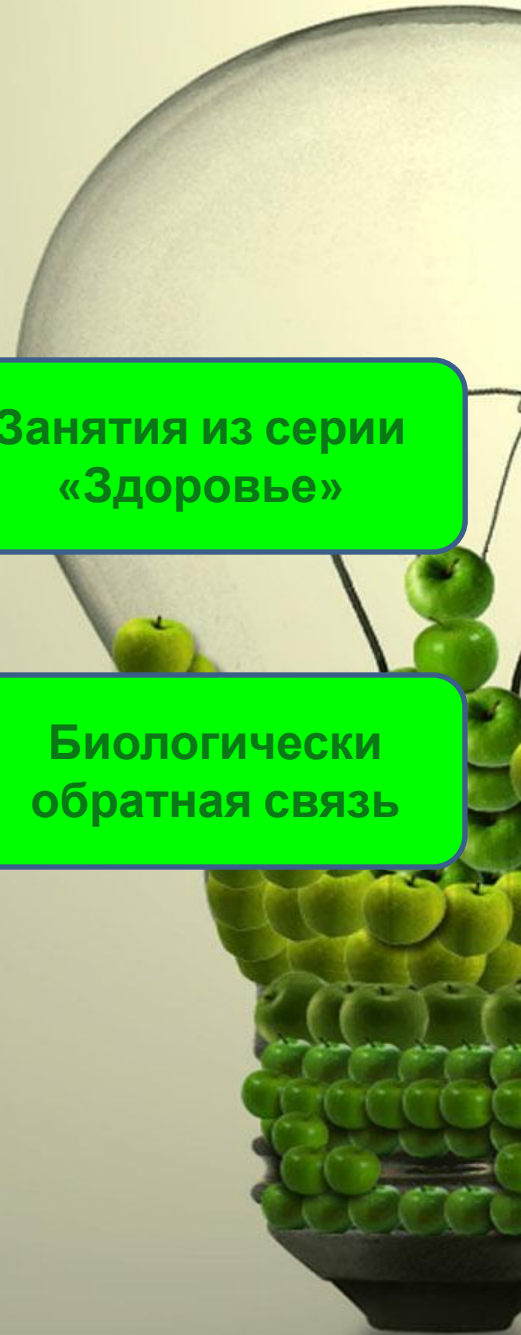 Занятия из серии
«Здоровье»
Биологически
обратная связь